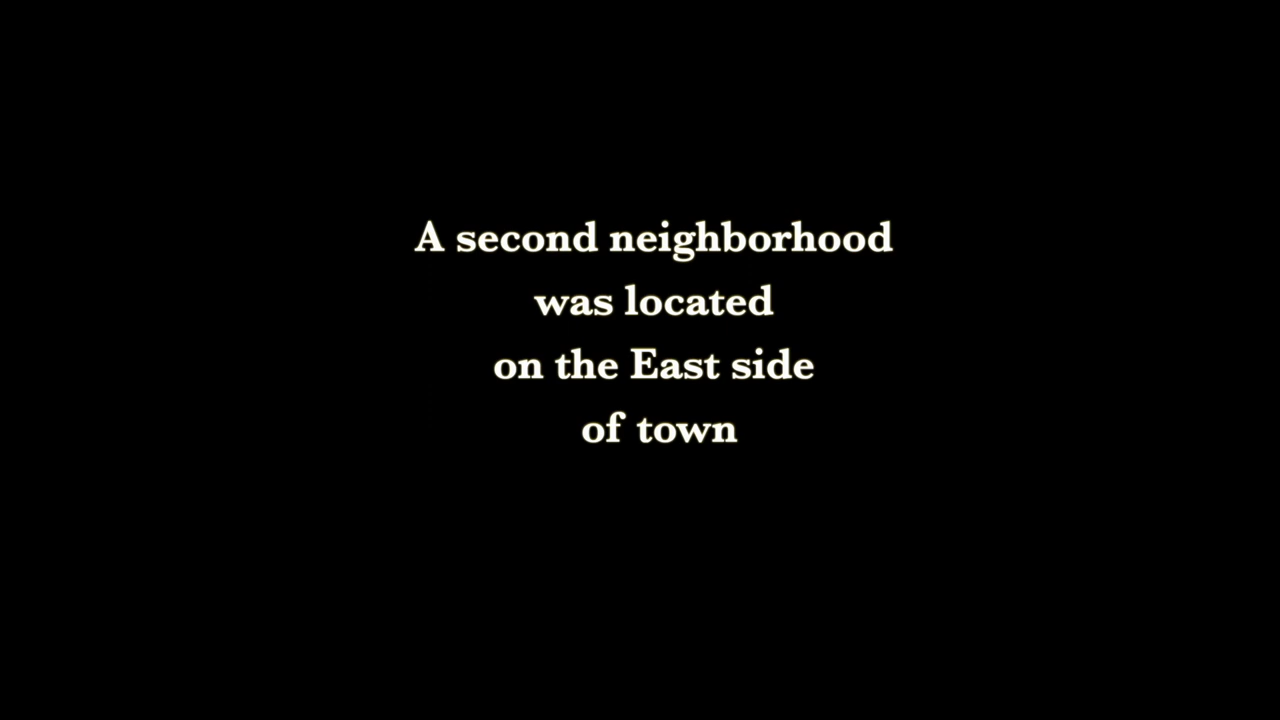 A second neighborhood
was located
on the East side
of town